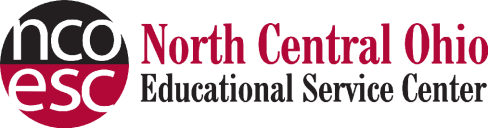 nco
esc
North Central Ohio
Educational Service Center